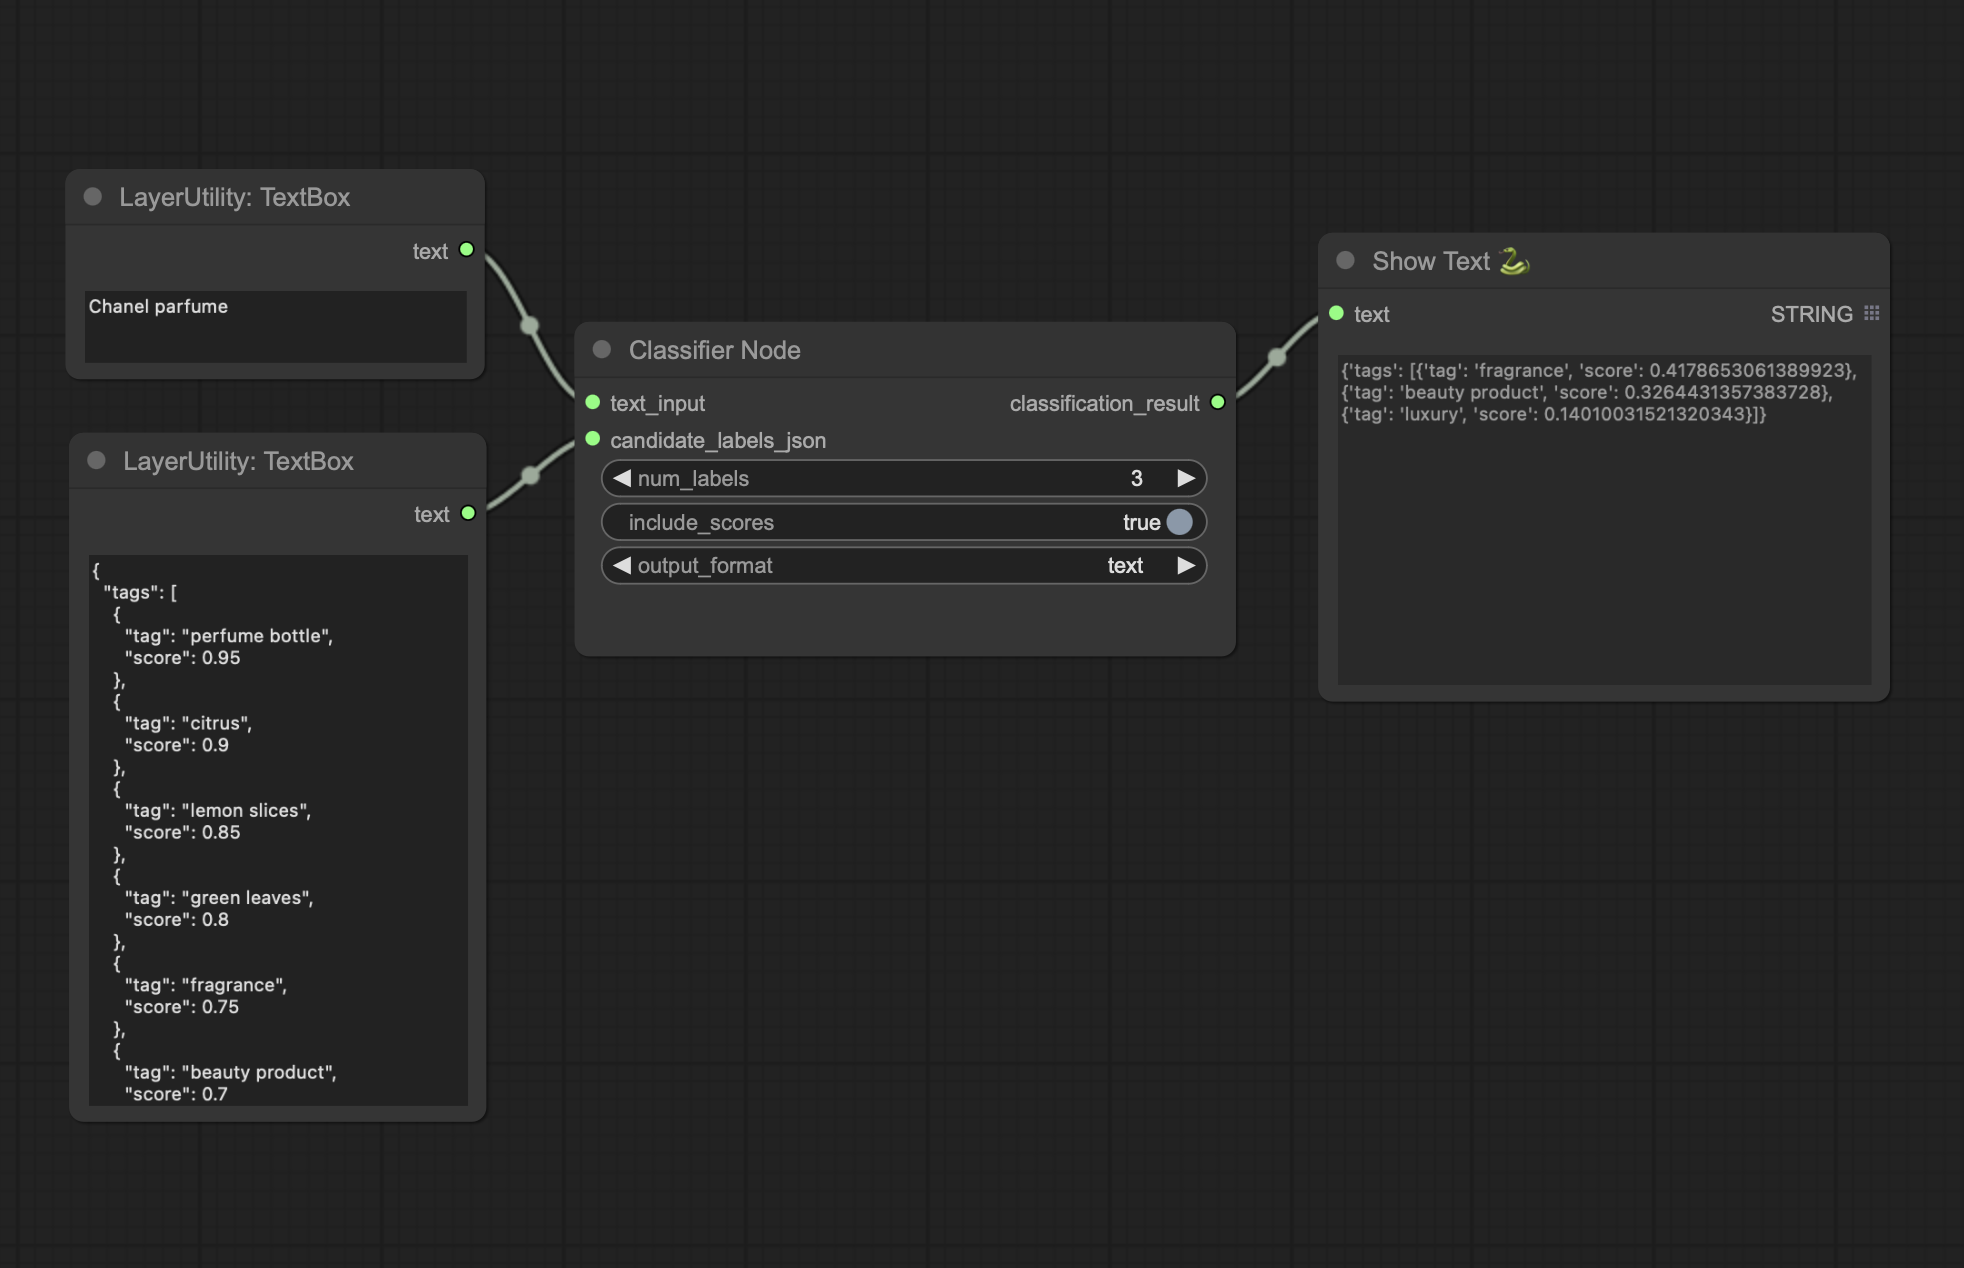 LayerUtility: TextBox
text
Chanel parfume
LayerUtility: TextBox
text
{
"tags": [
{
"tag": "perfume bottle",
"score": 0.95
},
{
"tag": "citrus",
"score": 0.9
},
{
"tag": "lemon slices",
"score": 0.85
},
{
"tag": "green leaves",
"score": 0.8
},
{
"tag": "fragrance",
"score": 0.75
},
{
"tag": "beauty product",
"score": 0.7
Classifier Node
text_input classification_result
candidate_labels_json
num_labels 3
include_scores true
output_format text
Show Text 🐍
text STRING
{'tags': [{'tag': 'fragrance', 'score': 0.4178653061389923},
{'tag': 'beauty product', 'score': 0.3264431357383728},
{'tag': 'luxury', 'score': 0.14010031521320343}]}